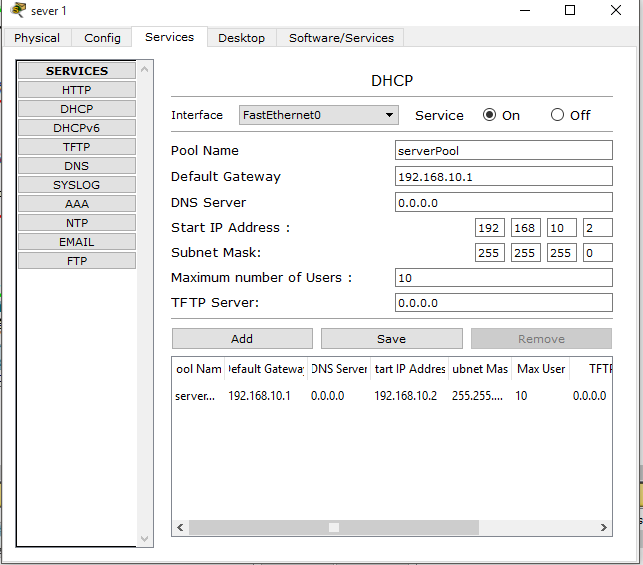 sever 1
Physical Config Services Desktop Software/Services
SERVICES
HTTP
DHCP
DHCPv6
TFTP
DNS
SYSLOG
AAA
NTP
EMAIL
FTP
DHCP
Interface FastEthernet0 Service On Off
Pool Name serverPool
Default Gateway 192.168.10.1
DNS Server 0.0.0.0
Start IP Address : 192 168 10 2
Subnet Mask: 255 255 255 0
Maximum number of Users : 10
TFTP Server: 0.0.0.0
Add Save Remove
ool Nam efault Gateway DNS Server tart IP Addres ubnet Mas Max User TFTP
server... 192.168.10.1 0.0.0.0 192.168.10.2 255.255.... 10 0.0.0.0